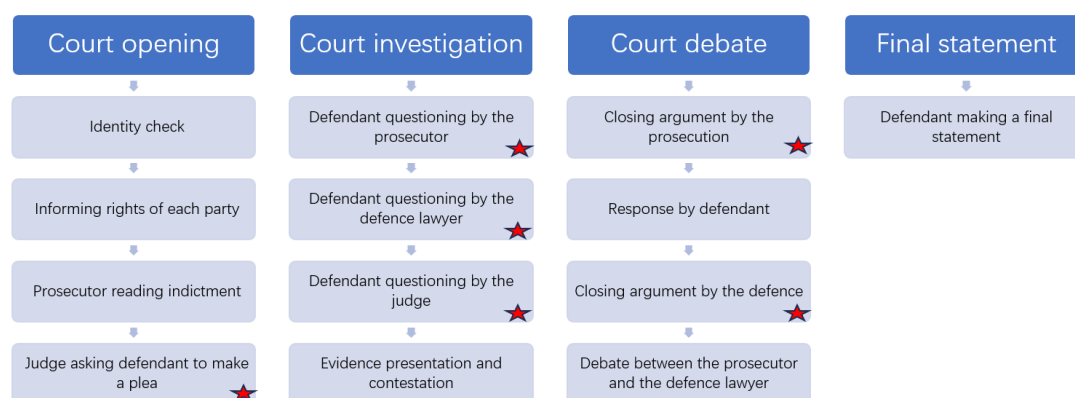 Court opening
Identity check
Informing rights of each party
Prosecutor reading indictment
Judge asking defendant to make
a plea
Court investigation
Defendant questioning by the
prosecutor
Defendant questioning by the
defence lawyer
Defendant questioning by the
judge
Evidence presentation and
contestation
Court debate
Closing argument by the
prosecution
Response by defendant
Closing argument by the defence
Debate between the prosecutor
and the defence lawyer
Final statement
Defendant making a final
statement